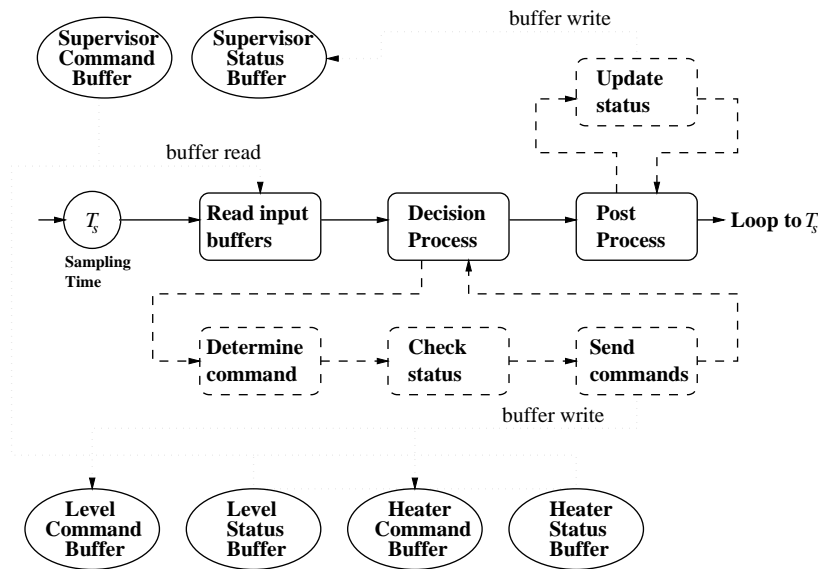 buffer write
Supervisor
Command
Buffer
Supervisor
Status
Buffer
Update
status
buffer read
T_s
Sampling
Time
Read input
buffers
Decision
Process
Post
Process
Loop to T_s
Determine
command
Check
status
Send
commands
buffer write
Level
Command
Buffer
Level
Status
Buffer
Heater
Command
Buffer
Heater
Status
Buffer